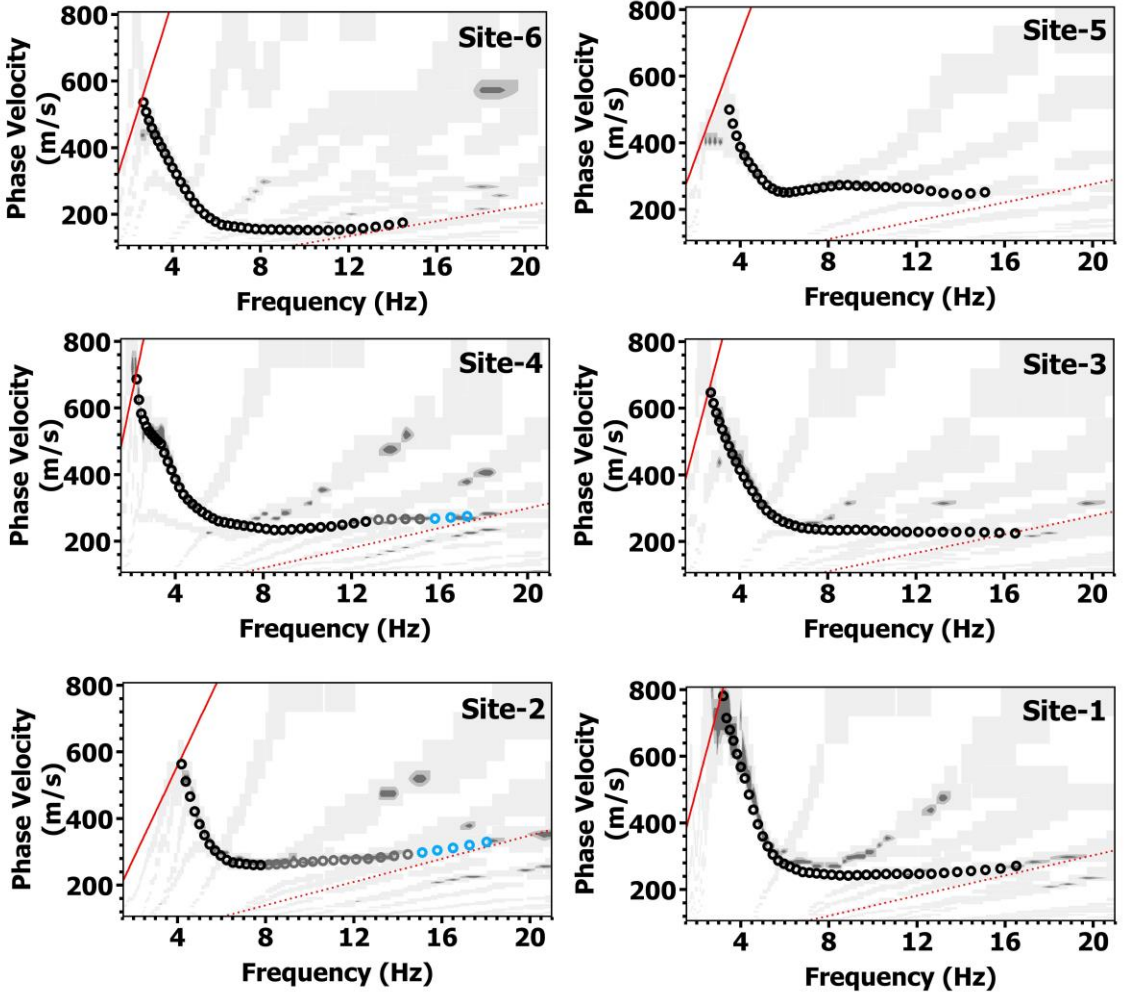 Site-6
Phase Velocity
(m/s)
800
600
400
200
4 8 12 16 20
Frequency (Hz)
Site-5
Phase Velocity
(m/s)
800
600
400
200
4 8 12 16 20
Frequency (Hz)
Site-4
Phase Velocity
(m/s)
800
600
400
200
4 8 12 16 20
Frequency (Hz)
Site-3
Phase Velocity
(m/s)
800
600
400
200
4 8 12 16 20
Frequency (Hz)
Site-2
Phase Velocity
(m/s)
800
600
400
200
4 8 12 16 20
Frequency (Hz)
Site-1
Phase Velocity
(m/s)
800
600
400
200
4 8 12 16 20
Frequency (Hz)